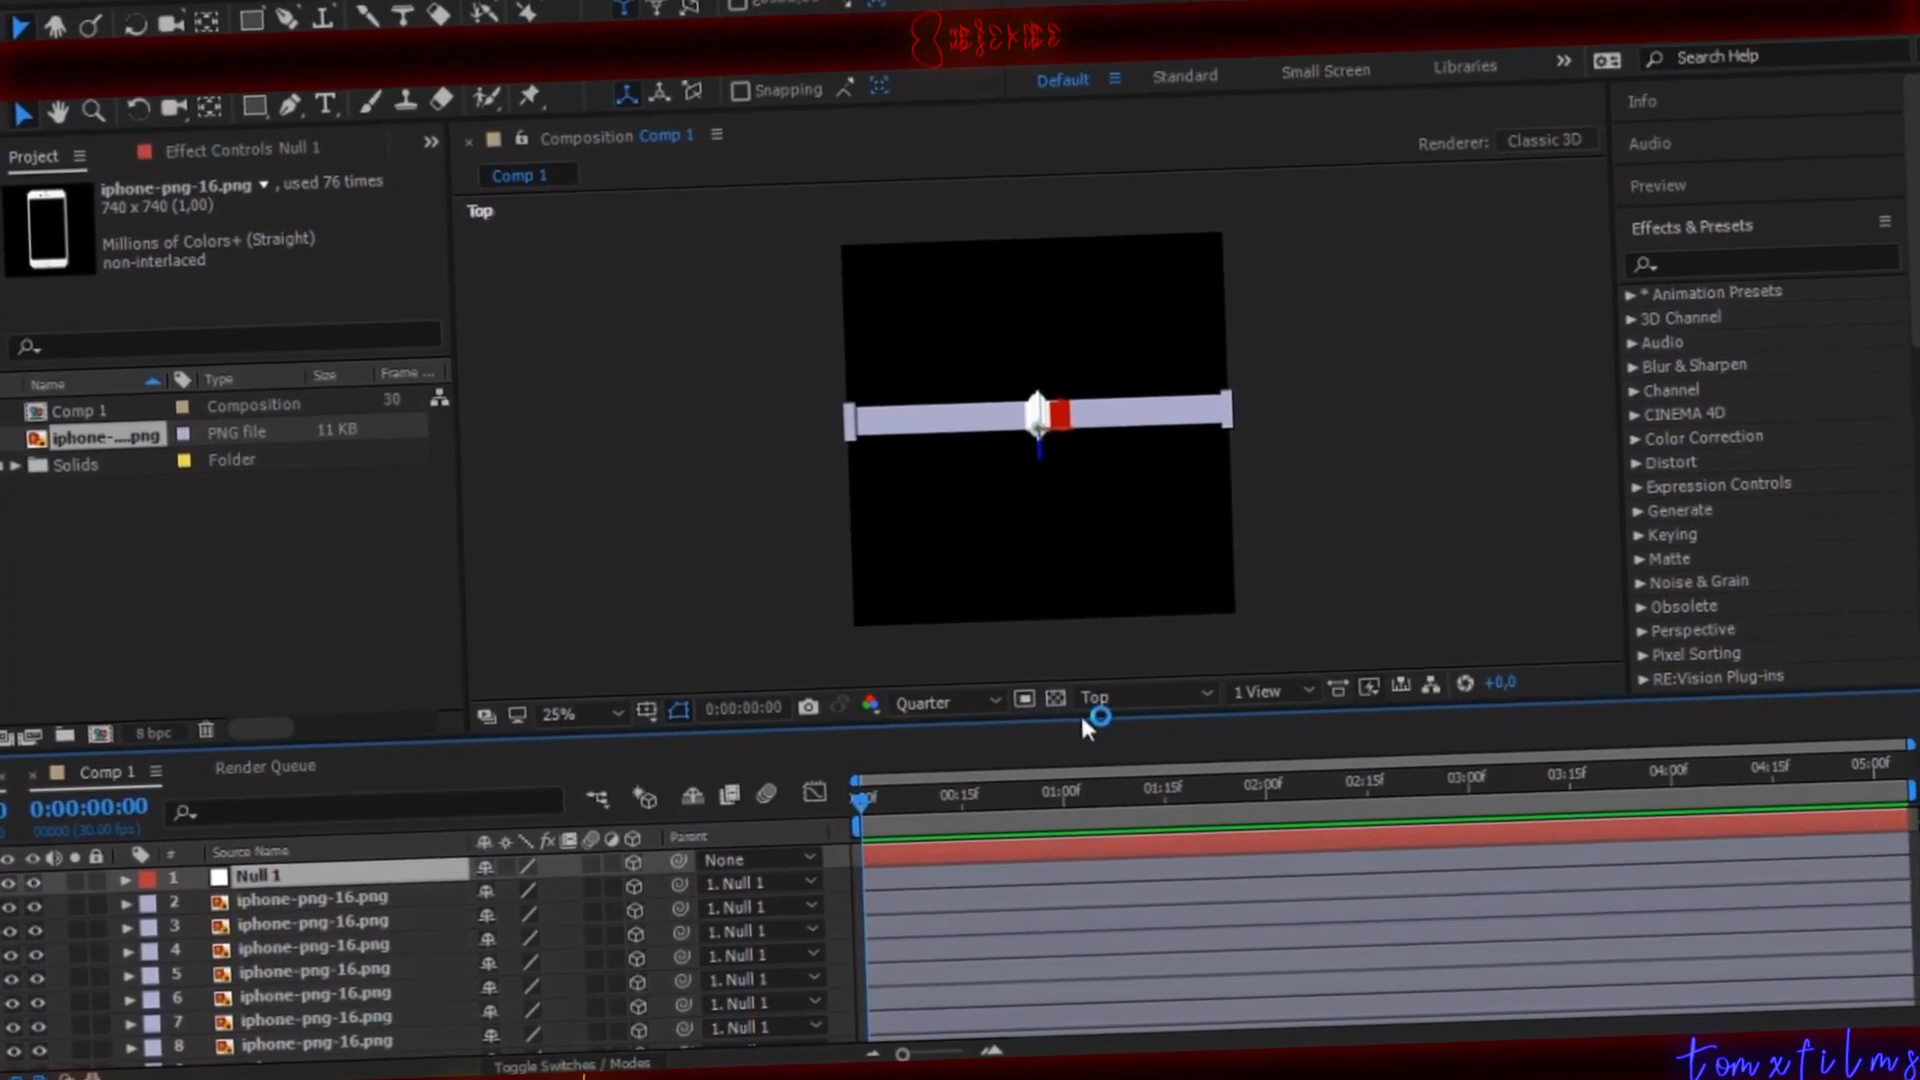 Default
Standard
Small Screen
Libraries
Search Help
Snapping
Project
Effect Controls Null 1
Composition Comp 1
Renderer: Classic 3D
Comp 1
Top
iphone-png-16.png , used 76 times
740 x 740 (1,00)
Millions of Colors+ (Straight)
non-interlaced
Name Type Size Frame ...
Comp 1 Composition 30
iphone-....png PNG file 11 KB
Solids Folder
8 bpc
25% 0:00:00:00 Quarter Top 1 View +0,0
Info
Audio
Preview
Effects & Presets
* Animation Presets
3D Channel
Audio
Blur & Sharpen
Channel
CINEMA 4D
Color Correction
Distort
Expression Controls
Generate
Keying
Matte
Noise & Grain
Obsolete
Perspective
Pixel Sorting
RE:Vision Plug-ins
Comp 1
Render Queue
0:00:00:00
00000 (30.00 fps)
00:15f 01:00f 01:15f 02:00f 02:15f 03:00f 03:15f 04:00f 04:15f 05:00f
# Source Name fx Parent
1 Null 1 None
2 iphone-png-16.png 1. Null 1
3 iphone-png-16.png 1. Null 1
4 iphone-png-16.png 1. Null 1
5 iphone-png-16.png 1. Null 1
6 iphone-png-16.png 1. Null 1
7 iphone-png-16.png 1. Null 1
8 iphone-png-16.png 1. Null 1
Toggle Switches / Modes
tomxfilms